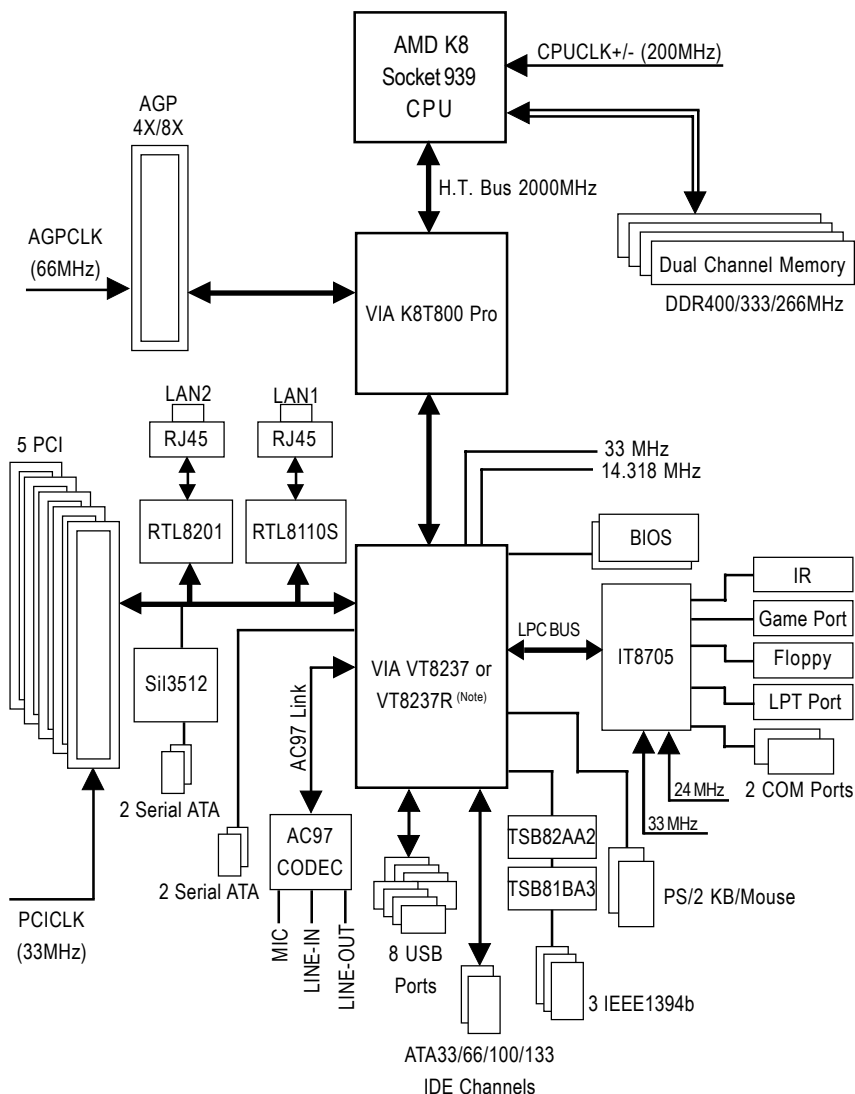 AMD K8
Socket 939
CPU
CPUCLK+/- (200MHz)
AGP
4X/8X
H.T. Bus 2000MHz
AGPCLK
(66MHz)
VIA K8T800 Pro
Dual Channel Memory
DDR400/333/266MHz
LAN2
LAN1
RJ45
RJ45
5 PCI
33 MHz
14.318 MHz
RTL8201
RTL8110S
BIOS
IR
Game Port
Floppy
LPT Port
2 COM Ports
LPC BUS
IT8705
VIA VT8237 or
VT8237R (Note)
SiI3512
AC97 Link
24 MHz
33 MHz
2 Serial ATA
2 Serial ATA
AC97
CODEC
TSB82AA2
TSB81BA3
PS/2 KB/Mouse
PCICLK
(33MHz)
MIC
LINE-IN
LINE-OUT
8 USB
Ports
3 IEEE1394b
ATA33/66/100/133
IDE Channels